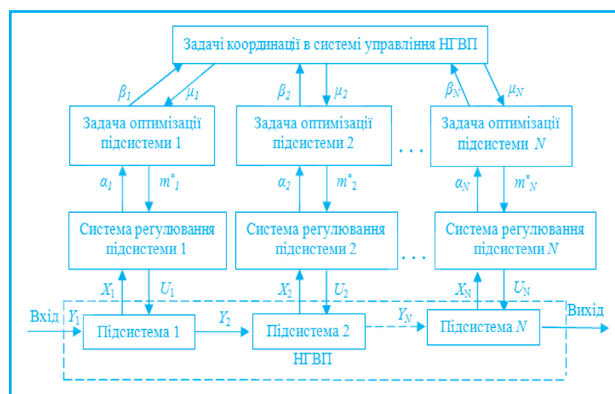 Задачі координації в системі управління НГВП
β1 μ1 β2 μ2 βN μN
Задача оптимізації
підсистеми 1
Задача оптимізації
підсистеми 2
. . .
Задача оптимізації
підсистеми N
α1 m*1 α2 m*2 αN m*N
Система регулювання
підсистеми 1
Система регулювання
підсистеми 2
. . .
Система регулювання
підсистеми N
X1 U1 X2 U2 XN UN
Вхід Y1 Підсистема 1 Y2 Підсистема 2 YN Підсистема N Вихід
НГВП